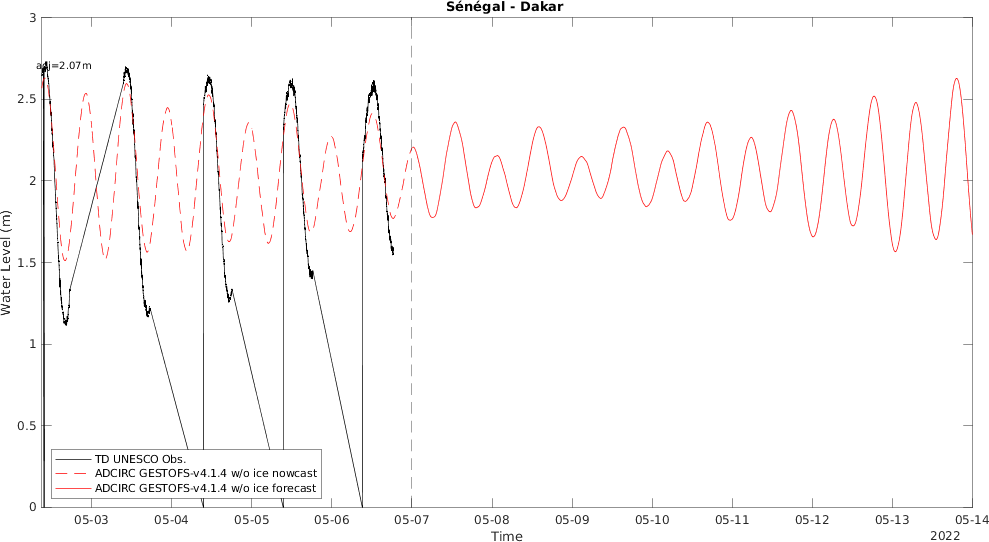 Sénégal - Dakar
3
adj=2.07m
2.5
2
1.5
1
0.5
0
Water Level (m)
TD UNESCO Obs.
ADCIRC GESTOFS-v4.1.4 w/o ice nowcast
ADCIRC GESTOFS-v4.1.4 w/o ice forecast
05-03 05-04 05-05 05-06 05-07 05-08 05-09 05-10 05-11 05-12 05-13 05-14
Time
2022